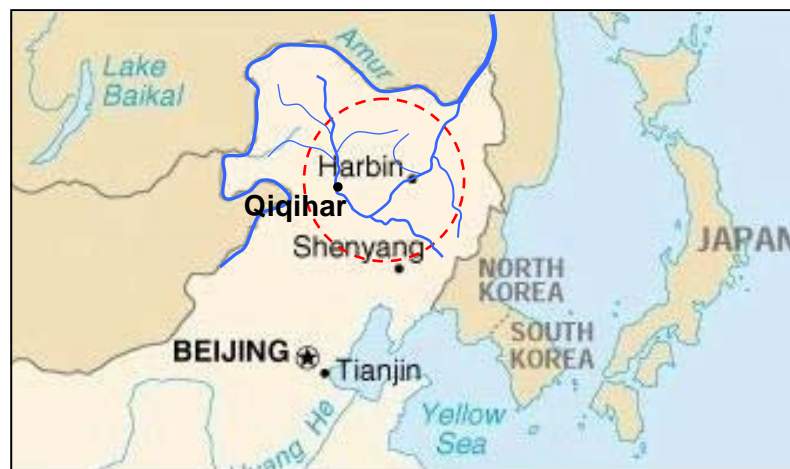 Amur
Lake
Baikal
Harbin
Qiqihar
Shenyang
JAPAN
NORTH
KOREA
SOUTH
KOREA
BEIJING
Tianjin
Yellow
Sea
Huang He